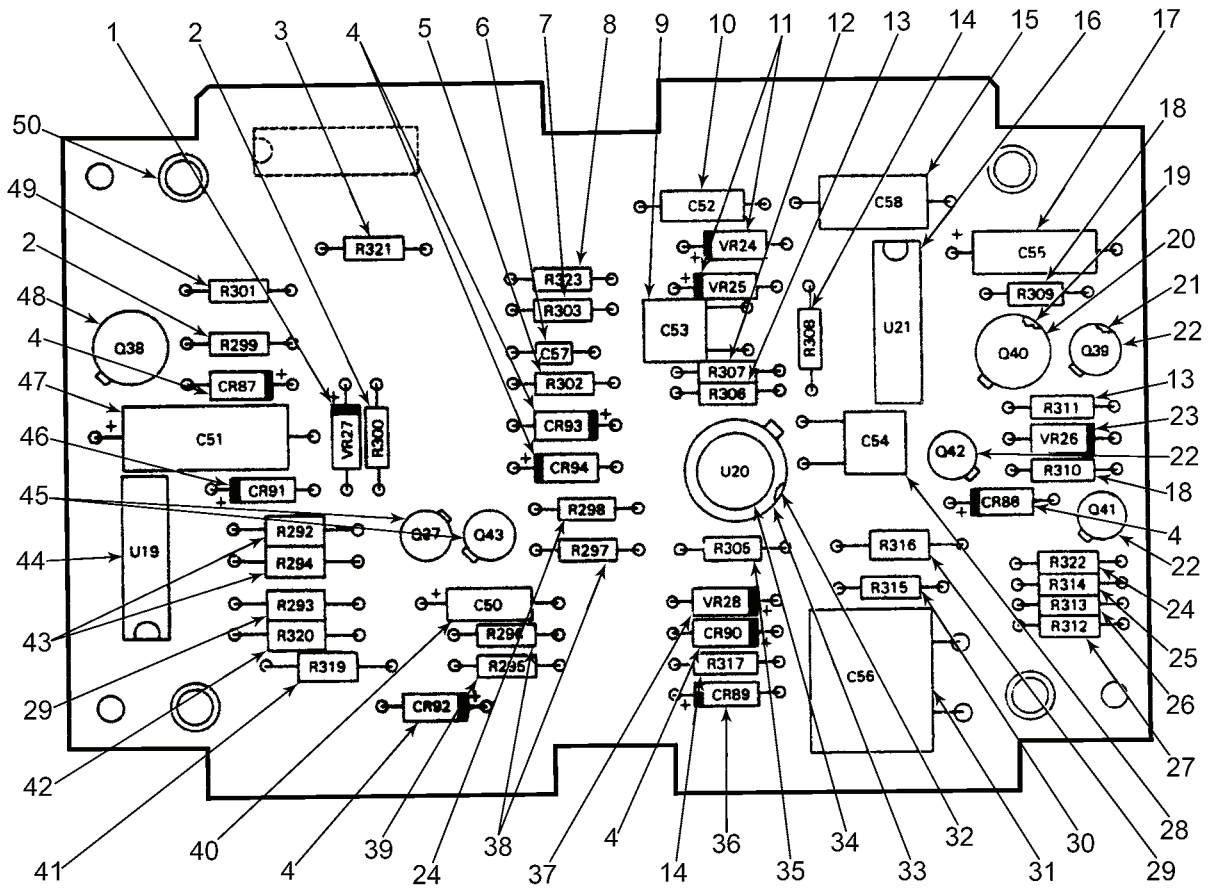 1 2 3 4 5 6 7 8 9 10 11 12 13 14 15 16 17
50
18
49
19
2
20
48
21
4
22
47
13
46
23
45
22
18
44
4
22
43
24
25
29
26
42
27
41 40 4 39 24 38 37 4 14 36 35 34 33 32 31 30 29 28
C52
C58
R321
VR24
+
C55
+
R323
VR25
+
R301
R303
R309
C53
U21
R299
Q38
C57
R308
Q40
Q39
CR87
+
R302
R307
R306
+
C51
VR27
+
R300
CR93
+
R311
C54
VR26
Q42
CR94
+
U20
R310
CR91
+
CR88
+
R298
Q41
R292
Q37
Q43
U19
R294
R297
R305
R316
R322
R314
R315
R293
C50
+
VR28
+
R313
R320
R296
CR90
+
R312
R319
R295
R317
C56
CR92
+
CR89
+